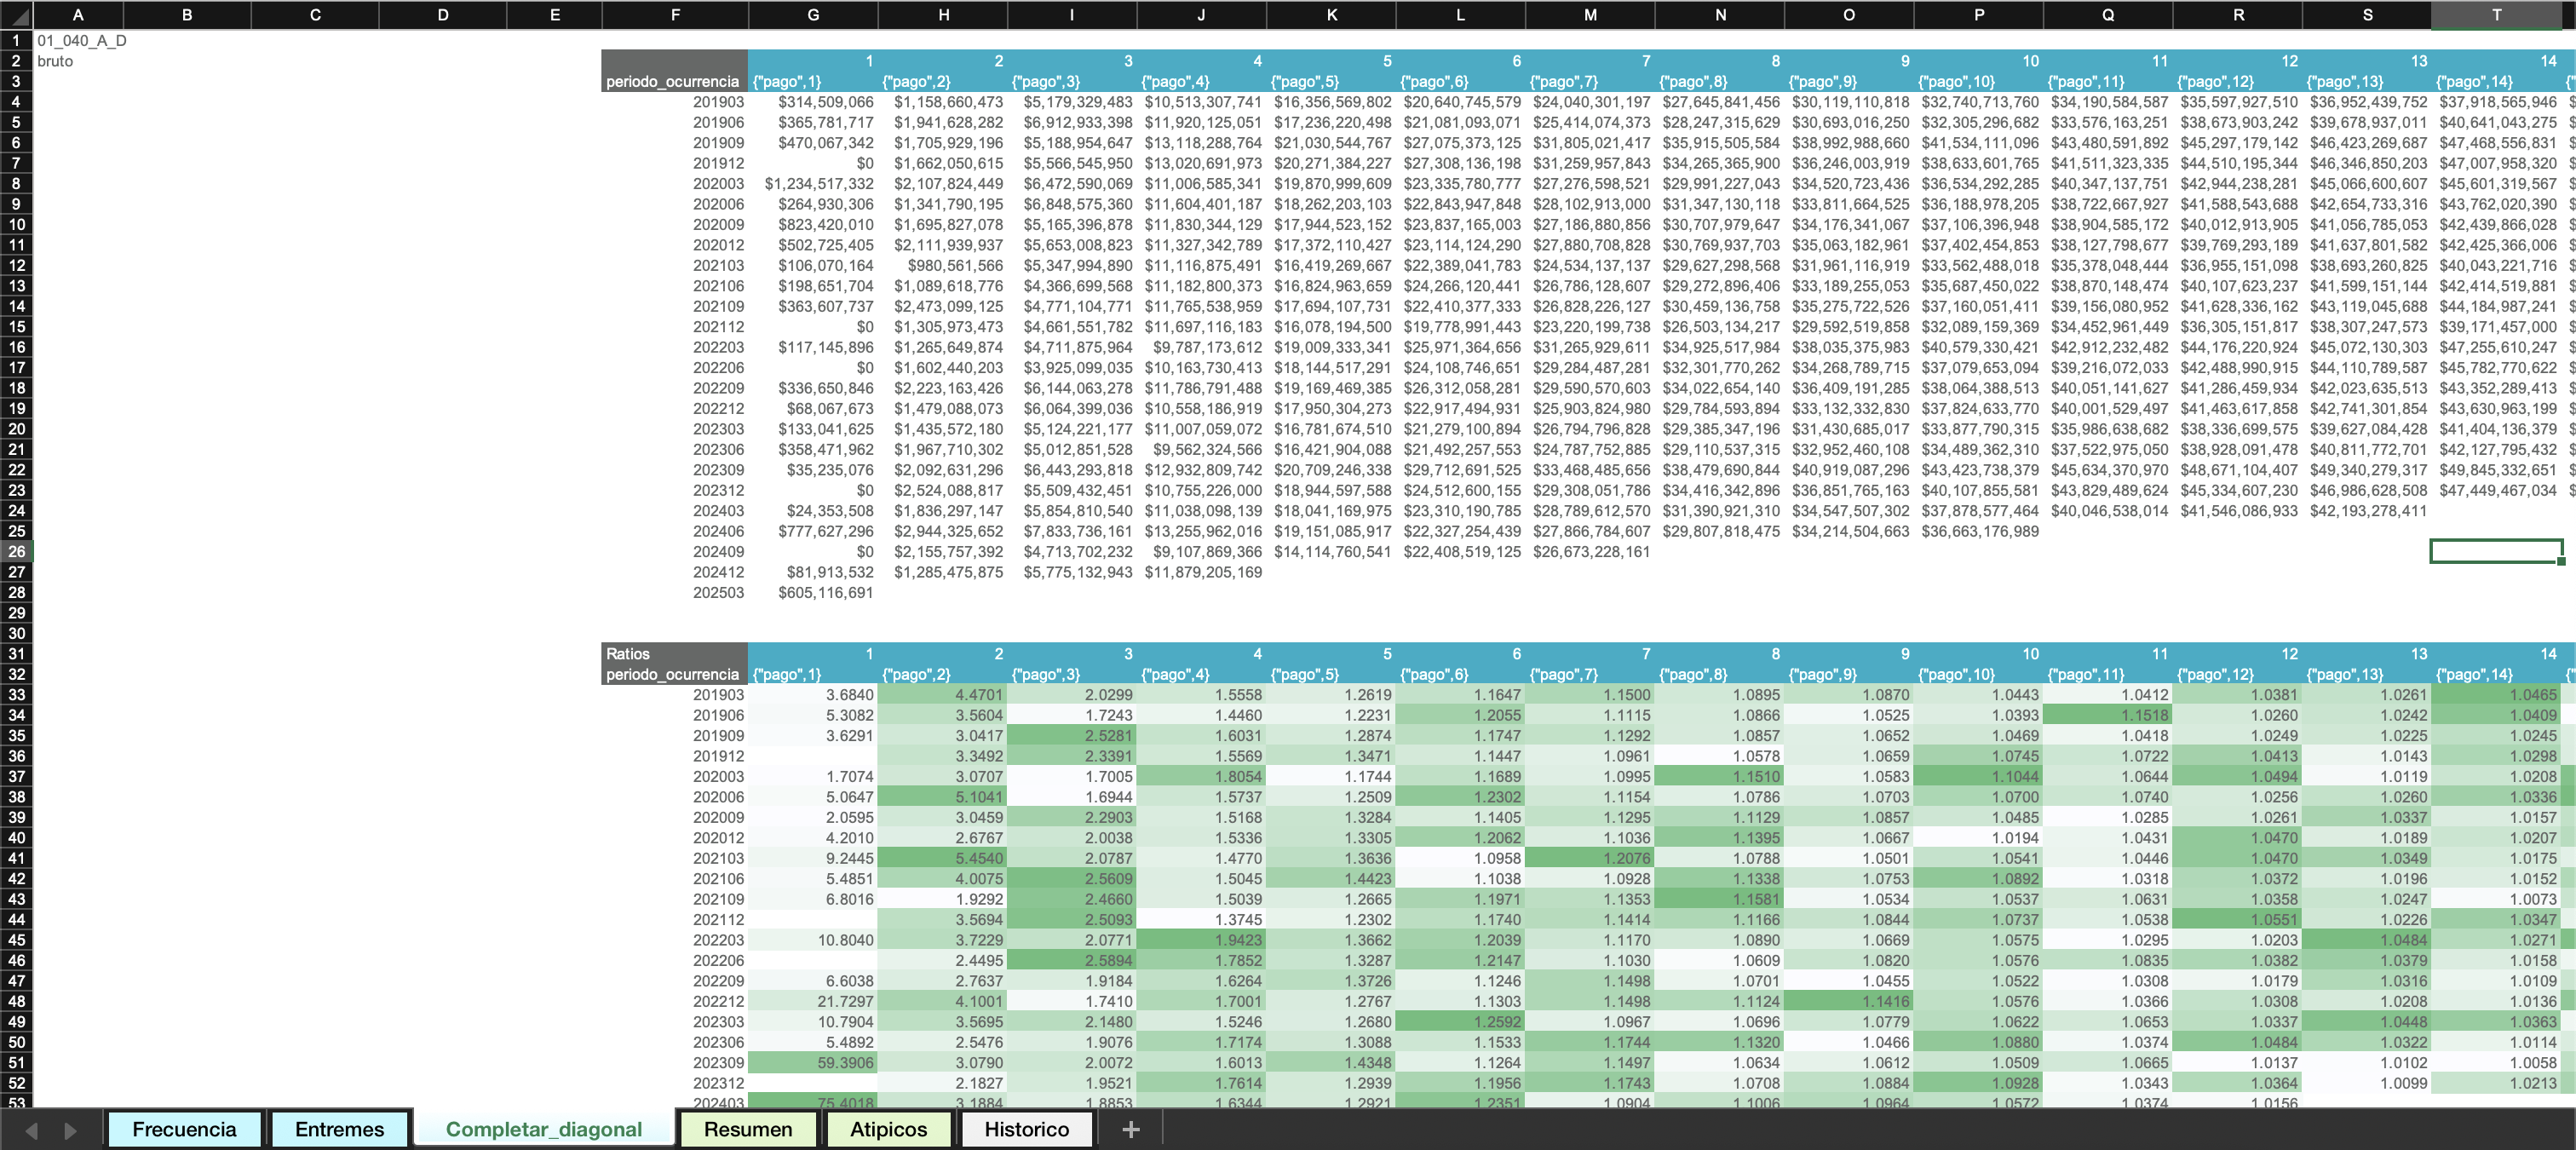 A B C D E F G H I J K L M N O P Q R S T
1 01_040_A_D
2 bruto 1 2 3 4 5 6 7 8 9 10 11 12 13 14
3 periodo_ocurrencia {"pago",1} {"pago",2} {"pago",3} {"pago",4} {"pago",5} {"pago",6} {"pago",7} {"pago",8} {"pago",9} {"pago",10} {"pago",11} {"pago",12} {"pago",13} {"pago",14} {"
4 201903 $314,509,066 $1,158,660,473 $5,179,329,483 $10,513,307,741 $16,356,569,802 $20,640,745,579 $24,040,301,197 $27,645,841,456 $30,119,110,818 $32,740,713,760 $34,190,584,587 $35,597,927,510 $36,952,439,752 $37,918,565,946 $
5 201906 $365,781,717 $1,941,628,282 $6,912,933,398 $11,920,125,051 $17,236,220,498 $21,081,093,071 $25,414,074,373 $28,247,315,629 $30,693,016,250 $32,305,296,682 $33,576,163,251 $38,673,903,242 $39,678,937,011 $40,641,043,275 $
6 201909 $470,067,342 $1,705,929,196 $5,188,954,647 $13,118,288,764 $21,030,544,767 $27,075,373,125 $31,805,021,417 $35,915,505,584 $38,992,988,660 $41,534,111,096 $43,480,591,892 $45,297,179,142 $46,423,269,687 $47,468,556,831 $
7 201912 $0 $1,662,050,615 $5,566,545,950 $13,020,691,973 $20,271,384,227 $27,308,136,198 $31,259,957,843 $34,265,365,900 $36,246,003,919 $38,633,601,765 $41,511,323,335 $44,510,195,344 $46,346,850,203 $47,007,958,320 $
8 202003 $1,234,517,332 $2,107,824,449 $6,472,590,069 $11,006,585,341 $19,870,999,609 $23,335,780,777 $27,276,598,521 $29,991,227,043 $34,520,723,436 $36,534,292,285 $40,347,137,751 $42,944,238,281 $45,066,600,607 $45,601,319,567 $
9 202006 $264,930,306 $1,341,790,195 $6,848,575,360 $11,604,401,187 $18,262,203,103 $22,843,947,848 $28,102,913,000 $31,347,130,118 $33,811,664,525 $36,188,978,205 $38,722,667,927 $41,588,543,688 $42,654,733,316 $43,762,020,390 $
10 202009 $823,420,010 $1,695,827,078 $5,165,396,878 $11,830,344,129 $17,944,523,152 $23,837,165,003 $27,186,880,856 $30,707,979,647 $34,176,341,067 $37,106,396,948 $38,904,585,172 $40,012,913,905 $41,056,785,053 $42,439,866,028 $
11 202012 $502,725,405 $2,111,939,937 $5,653,008,823 $11,327,342,789 $17,372,110,427 $23,114,124,290 $27,880,708,828 $30,769,937,703 $35,063,182,961 $37,402,454,853 $38,127,798,677 $39,769,293,189 $41,637,801,582 $42,425,366,006 $
12 202103 $106,070,164 $980,561,566 $5,347,994,890 $11,116,875,491 $16,419,269,667 $22,389,041,783 $24,534,137,137 $29,627,298,568 $31,961,116,919 $33,562,488,018 $35,378,048,444 $36,955,151,098 $38,693,260,825 $40,043,221,716 $
13 202106 $198,651,704 $1,089,618,776 $4,366,699,568 $11,182,800,373 $16,824,963,659 $24,266,120,441 $26,786,128,607 $29,272,896,406 $33,189,255,053 $35,687,450,022 $38,870,148,474 $40,107,623,237 $41,599,151,144 $42,414,519,881 $
14 202109 $363,607,737 $2,473,099,125 $4,771,104,771 $11,765,538,959 $17,694,107,731 $22,410,377,333 $26,828,226,127 $30,459,136,758 $35,275,722,526 $37,160,051,411 $39,156,080,952 $41,628,336,162 $43,119,045,688 $44,184,987,241 $
15 202112 $0 $1,305,973,473 $4,661,551,782 $11,697,116,183 $16,078,194,500 $19,778,991,443 $23,220,199,738 $26,503,134,217 $29,592,519,858 $32,089,159,369 $34,452,961,449 $36,305,151,817 $38,307,247,573 $39,171,457,000 $
16 202203 $117,145,896 $1,265,649,874 $4,711,875,964 $9,787,173,612 $19,009,333,341 $25,971,364,656 $31,265,929,611 $34,925,517,984 $38,035,375,983 $40,579,330,421 $42,912,232,482 $44,176,220,924 $45,072,130,303 $47,255,610,247 $
17 202206 $0 $1,602,440,203 $3,925,099,035 $10,163,730,413 $18,144,517,291 $24,108,746,651 $29,284,487,281 $32,301,770,262 $34,268,789,715 $37,079,653,094 $39,216,072,033 $42,488,990,915 $44,110,789,587 $45,782,770,622 $
18 202209 $336,650,846 $2,223,163,426 $6,144,063,278 $11,786,791,488 $19,169,469,385 $26,312,058,281 $29,590,570,603 $34,022,654,140 $36,409,191,285 $38,064,388,513 $40,051,141,627 $41,286,459,934 $42,023,635,513 $43,352,289,413 $
19 202212 $68,067,673 $1,479,088,073 $6,064,399,036 $10,558,186,919 $17,950,304,273 $22,917,494,931 $25,903,824,980 $29,784,593,894 $33,132,332,830 $37,824,633,770 $40,001,529,497 $41,463,617,858 $42,741,301,854 $43,630,963,199 $
20 202303 $133,041,625 $1,435,572,180 $5,124,221,177 $11,007,059,072 $16,781,674,510 $21,279,100,894 $26,794,796,828 $29,385,347,196 $31,430,685,017 $33,877,790,315 $35,986,638,682 $38,336,699,575 $39,627,084,428 $41,404,136,379 $
21 202306 $358,471,962 $1,967,710,302 $5,012,851,528 $9,562,324,566 $16,421,904,088 $21,492,257,553 $24,787,752,885 $29,110,537,315 $32,952,460,108 $34,489,362,310 $37,522,975,050 $38,928,091,478 $40,811,772,701 $42,127,795,432 $
22 202309 $35,235,076 $2,092,631,296 $6,443,293,818 $12,932,809,742 $20,709,246,338 $29,712,691,525 $33,468,485,656 $38,479,690,844 $40,919,087,296 $43,423,738,379 $45,634,370,970 $48,671,104,407 $49,340,279,317 $49,845,332,651 $
23 202312 $0 $2,524,088,817 $5,509,432,451 $10,755,226,000 $18,944,597,588 $24,512,600,155 $29,308,051,786 $34,416,342,896 $36,851,765,163 $40,107,855,581 $43,829,489,624 $45,334,607,230 $46,986,628,508 $47,449,467,034 $
24 202403 $24,353,508 $1,836,297,147 $5,854,810,540 $11,038,098,139 $18,041,169,975 $23,310,190,785 $28,789,612,570 $31,390,921,310 $34,547,507,302 $37,878,577,464 $40,046,538,014 $41,546,086,933 $42,193,278,411
25 202406 $777,627,296 $2,944,325,652 $7,833,736,161 $13,255,962,016 $19,151,085,917 $22,327,254,439 $27,866,784,607 $29,807,818,475 $34,214,504,663 $36,663,176,989
26 202409 $0 $2,155,757,392 $4,713,702,232 $9,107,869,366 $14,114,760,541 $22,408,519,125 $26,673,228,161
27 202412 $81,913,532 $1,285,475,875 $5,775,132,943 $11,879,205,169
28 202503 $605,116,691
29
30
31 Ratios 1 2 3 4 5 6 7 8 9 10 11 12 13 14
32 periodo_ocurrencia {"pago",1} {"pago",2} {"pago",3} {"pago",4} {"pago",5} {"pago",6} {"pago",7} {"pago",8} {"pago",9} {"pago",10} {"pago",11} {"pago",12} {"pago",13} {"pago",14} {"
33 201903 3.6840 4.4701 2.0299 1.5558 1.2619 1.1647 1.1500 1.0895 1.0870 1.0443 1.0412 1.0381 1.0261 1.0465
34 201906 5.3082 3.5604 1.7243 1.4460 1.2231 1.2055 1.1115 1.0866 1.0525 1.0393 1.1518 1.0260 1.0242 1.0409
35 201909 3.6291 3.0417 2.5281 1.6031 1.2874 1.1747 1.1292 1.0857 1.0652 1.0469 1.0418 1.0249 1.0225 1.0245
36 201912 3.3492 2.3391 1.5569 1.3471 1.1447 1.0961 1.0578 1.0659 1.0745 1.0722 1.0413 1.0143 1.0298
37 202003 1.7074 3.0707 1.7005 1.8054 1.1744 1.1689 1.0995 1.1510 1.0583 1.1044 1.0644 1.0494 1.0119 1.0208
38 202006 5.0647 5.1041 1.6944 1.5737 1.2509 1.2302 1.1154 1.0786 1.0703 1.0700 1.0740 1.0256 1.0260 1.0336
39 202009 2.0595 3.0459 2.2903 1.5168 1.3284 1.1405 1.1295 1.1129 1.0857 1.0485 1.0285 1.0261 1.0337 1.0157
40 202012 4.2010 2.6767 2.0038 1.5336 1.3305 1.2062 1.1036 1.1395 1.0667 1.0194 1.0431 1.0470 1.0189 1.0207
41 202103 9.2445 5.4540 2.0787 1.4770 1.3636 1.0958 1.2076 1.0788 1.0501 1.0541 1.0446 1.0470 1.0349 1.0175
42 202106 5.4851 4.0075 2.5609 1.5045 1.4423 1.1038 1.0928 1.1338 1.0753 1.0892 1.0318 1.0372 1.0196 1.0152
43 202109 6.8016 1.9292 2.4660 1.5039 1.2665 1.1971 1.1353 1.1581 1.0534 1.0537 1.0631 1.0358 1.0247 1.0073
44 202112 3.5694 2.5093 1.3745 1.2302 1.1740 1.1414 1.1166 1.0844 1.0737 1.0538 1.0551 1.0226 1.0347
45 202203 10.8040 3.7229 2.0771 1.9423 1.3662 1.2039 1.1170 1.0890 1.0669 1.0575 1.0295 1.0203 1.0484 1.0271
46 202206 2.4495 2.5894 1.7852 1.3287 1.2147 1.1030 1.0609 1.0820 1.0576 1.0835 1.0382 1.0379 1.0158
47 202209 6.6038 2.7637 1.9184 1.6264 1.3726 1.1246 1.1498 1.0701 1.0455 1.0522 1.0308 1.0179 1.0316 1.0109
48 202212 21.7297 4.1001 1.7410 1.7001 1.2767 1.1303 1.1498 1.1124 1.1416 1.0576 1.0366 1.0308 1.0208 1.0136
49 202303 10.7904 3.5695 2.1480 1.5246 1.2680 1.2592 1.0967 1.0696 1.0779 1.0622 1.0653 1.0337 1.0448 1.0363
50 202306 5.4892 2.5476 1.9076 1.7174 1.3088 1.1533 1.1744 1.1320 1.0466 1.0880 1.0374 1.0484 1.0322 1.0114
51 202309 59.3906 3.0790 2.0072 1.6013 1.4348 1.1264 1.1497 1.0634 1.0612 1.0509 1.0665 1.0137 1.0102 1.0058
52 202312 2.1827 1.9521 1.7614 1.2939 1.1956 1.1743 1.0708 1.0884 1.0928 1.0343 1.0364 1.0099 1.0213
53 202403 75.4018 3.1884 1.8853 1.6344 1.2921 1.2351 1.0904 1.1006 1.0964 1.0572 1.0374 1.0156
Frecuencia Entremes Completar_diagonal Resumen Atipicos Historico +